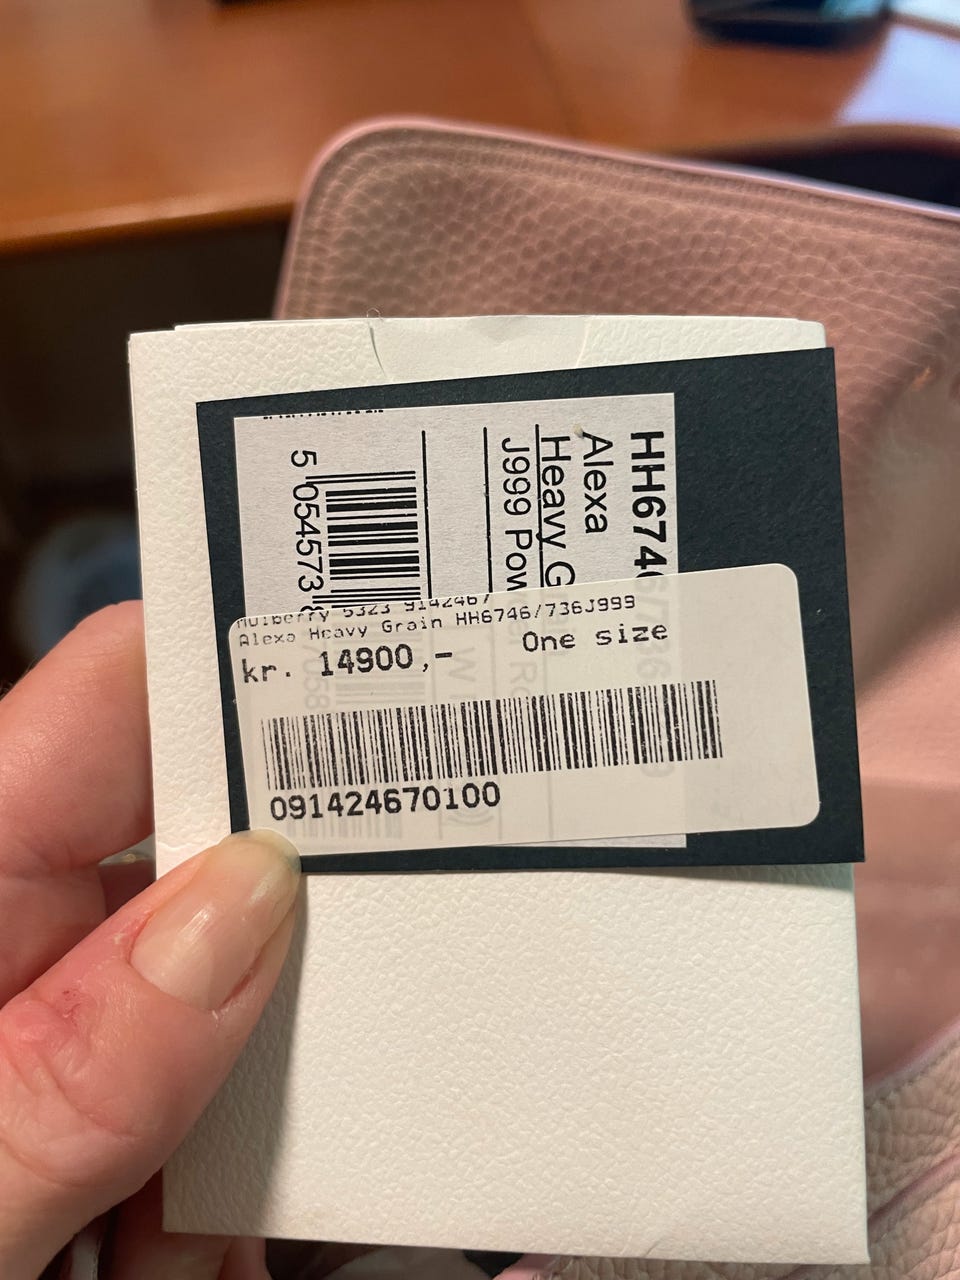 HH6746
Alexa
Heavy G
J999 Pow
5 054573
Mulberry 5323 9142467
Alexa Heavy Grain HH6746/736J999
kr. 14900,- One size
091424670100